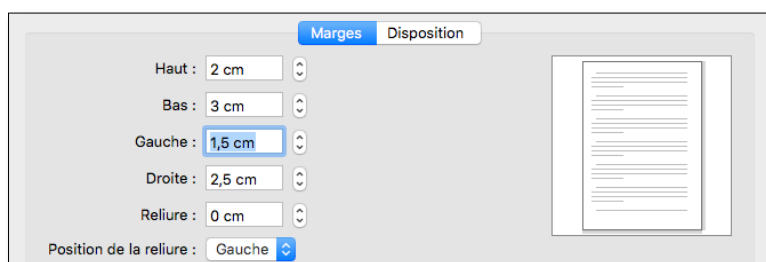 Marges Disposition
Haut : 2 cm
Bas : 3 cm
Gauche : 1,5 cm
Droite : 2,5 cm
Reliure : 0 cm
Position de la reliure : Gauche